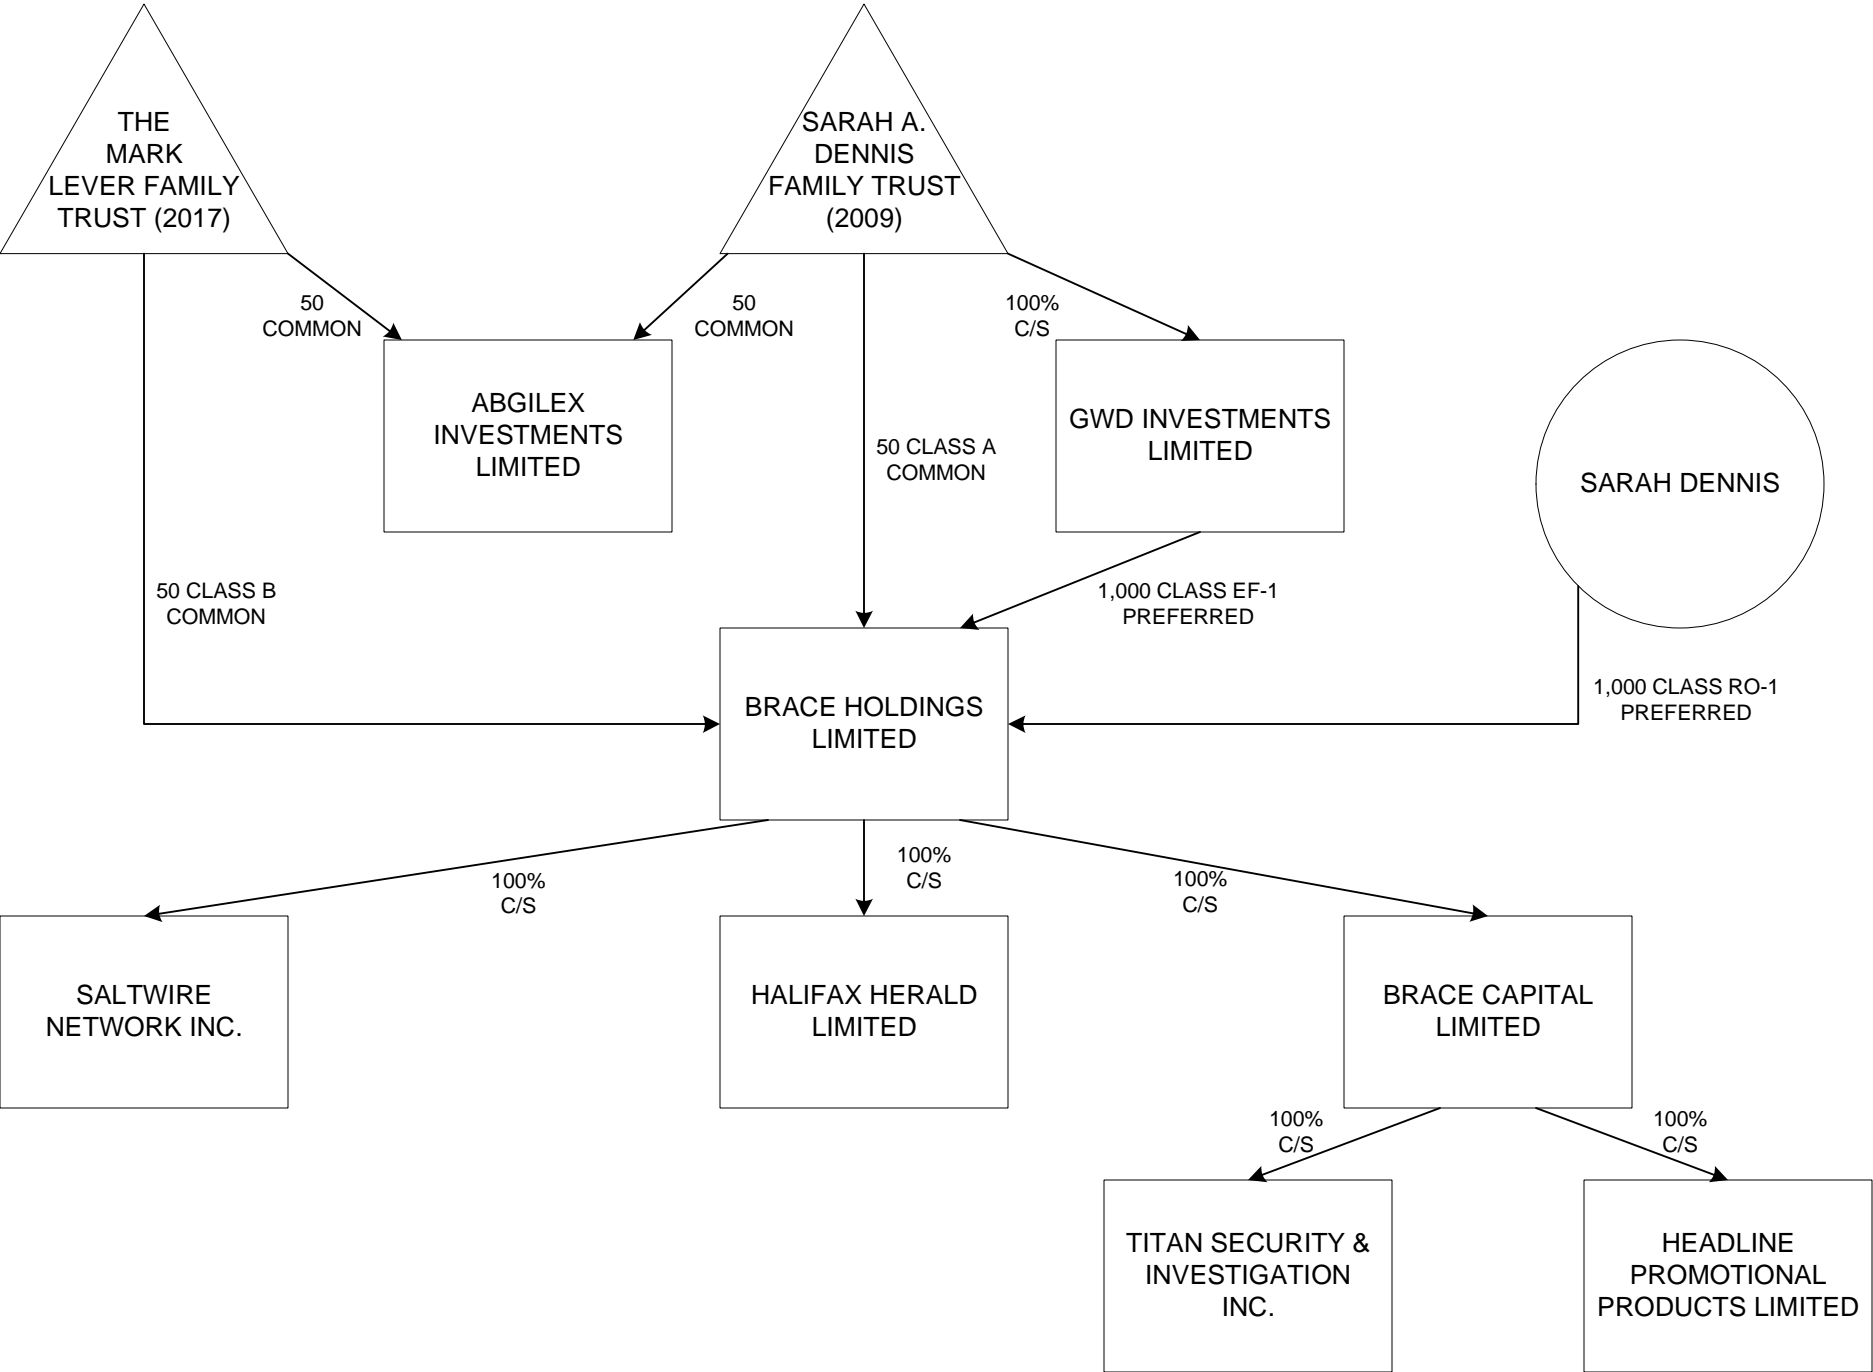 THE
MARK
LEVER FAMILY
TRUST (2017)
SARAH A.
DENNIS
FAMILY TRUST
(2009)
50
COMMON
50
COMMON
100%
C/S
ABGILEX
INVESTMENTS
LIMITED
50 CLASS A
COMMON
GWD INVESTMENTS
LIMITED
SARAH DENNIS
50 CLASS B
COMMON
1,000 CLASS EF-1
PREFERRED
1,000 CLASS RO-1
PREFERRED
BRACE HOLDINGS
LIMITED
100%
C/S
100%
C/S
100%
C/S
SALTWIRE
NETWORK INC.
HALIFAX HERALD
LIMITED
BRACE CAPITAL
LIMITED
100%
C/S
100%
C/S
TITAN SECURITY &
INVESTIGATION
INC.
HEADLINE
PROMOTIONAL
PRODUCTS LIMITED